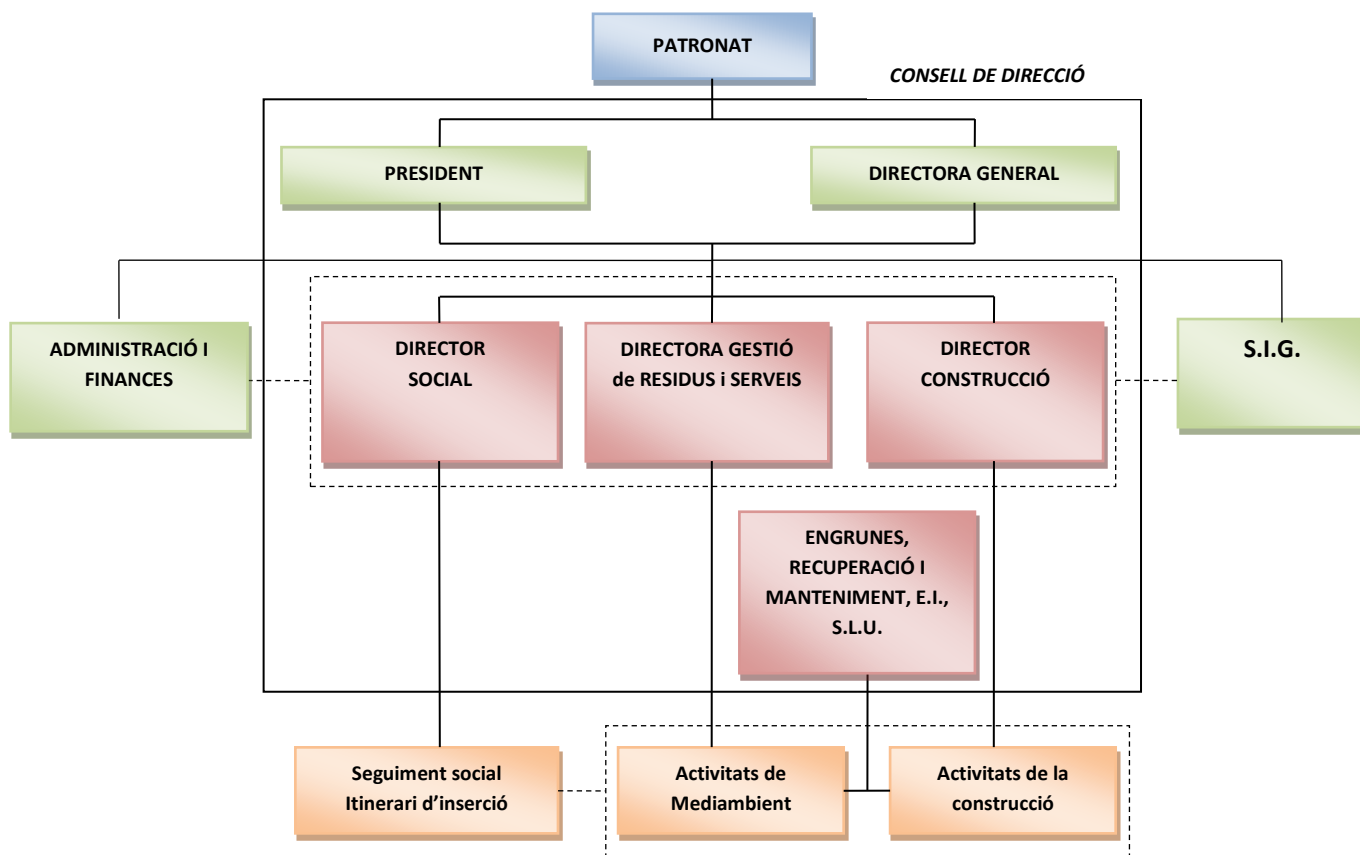 PATRONAT
CONSELL DE DIRECCIÓ
PRESIDENT
DIRECTORA GENERAL
ADMINISTRACIÓ I
FINANCES
DIRECTOR
SOCIAL
DIRECTORA GESTIÓ
de RESIDUS i SERVEIS
DIRECTOR
CONSTRUCCIÓ
S.I.G.
ENGRUNES,
RECUPERACIÓ I
MANTENIMENT, E.I.,
S.L.U.
Seguiment social
Itinerari d’inserció
Activitats de
Mediambient
Activitats de la
construcció